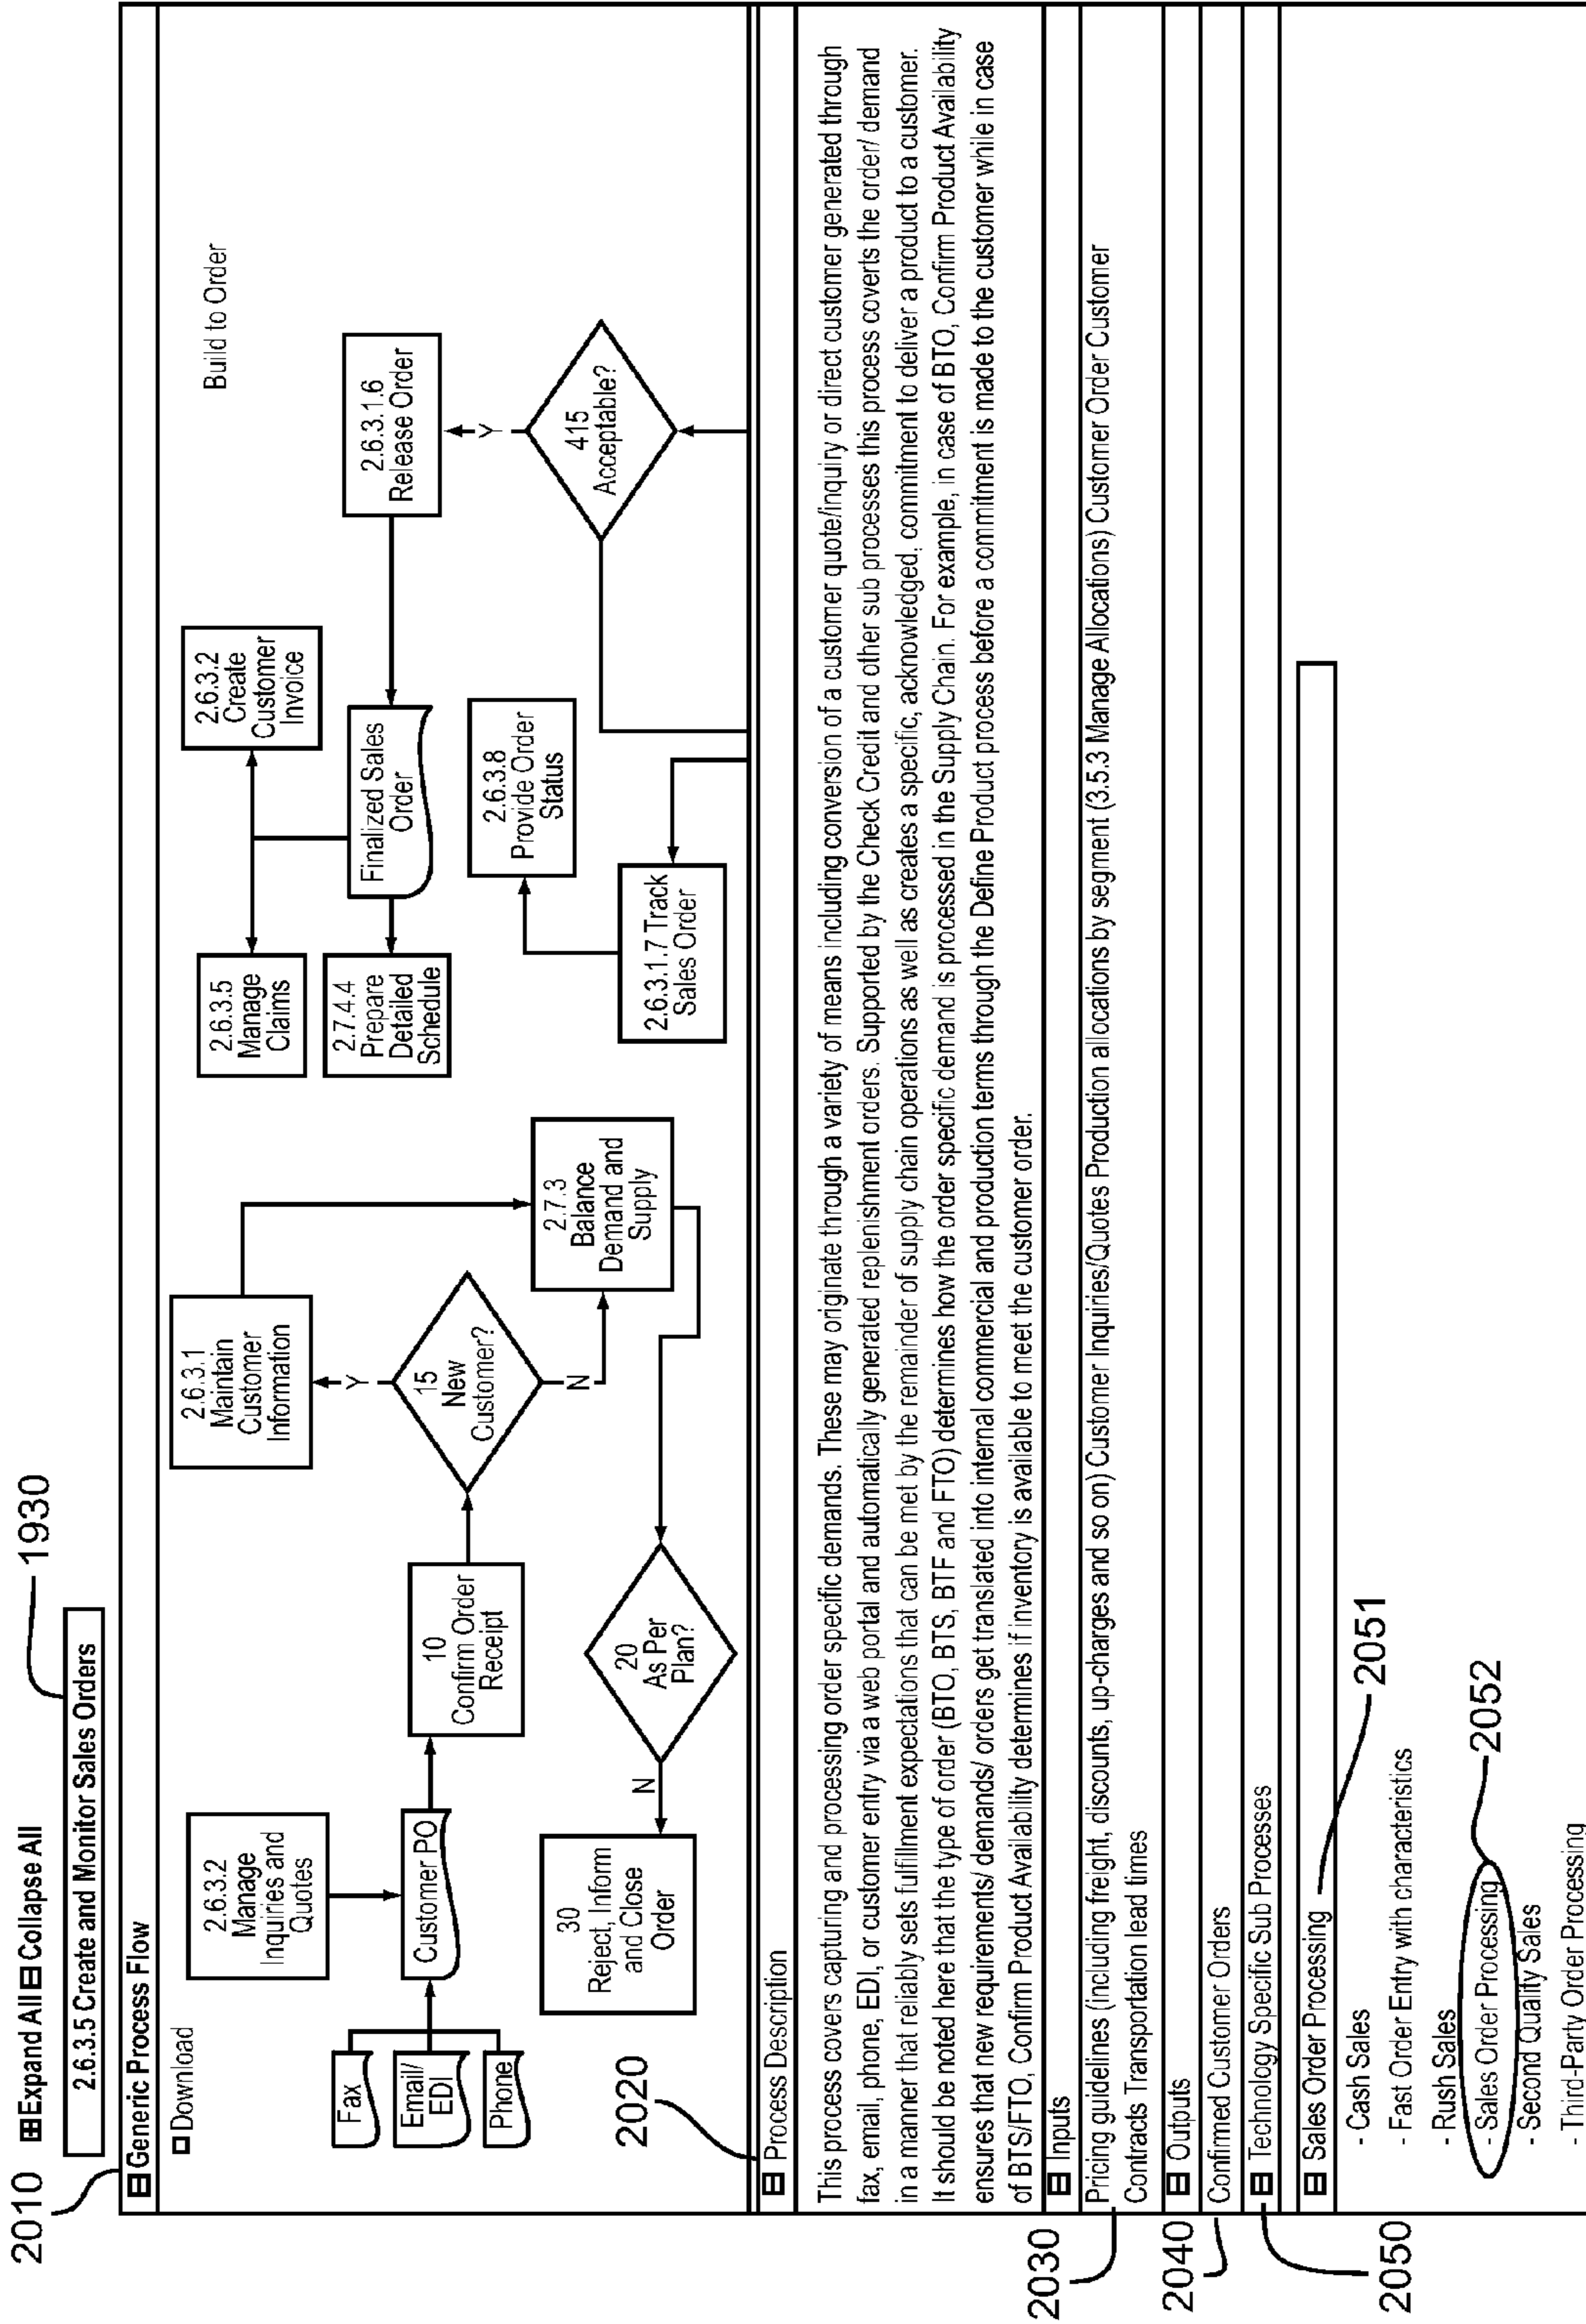 2010
⊞Expand All⊟Collapse All
1930
2.6.3.5 Create and Monitor Sales Orders
⊟Generic Process Flow
Download
Build to Order
Fax
Email/
EDI
Phone
2.6.3.2
Manage
Inquiries and
Quotes
Customer PO
10
Confirm Order
Receipt
15
New
Customer?
Y
N
2.6.3.1
Maintain
Customer
Information
2.7.3
Balance
Demand and
Supply
20
As Per
Plan?
N
30
Reject, Inform
and Close
Order
2.6.3.5
Manage
Claims
2.7.4.4
Prepare
Detailed
Schedule
2.6.3.2
Create
Customer
Invoice
Finalized Sales
Order
2.6.3.1.6
Release Order
Y
415
Acceptable?
2.6.3.8
Provide Order
Status
2.6.3.1.7 Track
Sales Order
2020
⊟ Process Description
This process covers capturing and processing order specific demands. These may originate through a variety of means including conversion of a customer quote/inquiry or direct customer generated through
fax, email, phone, EDI, or customer entry via a web portal and automatically generated replenishment orders. Supported by the Check Credit and other sub processes this process coverts the order/ demand
in a manner that reliably sets fulfillment expectations that can be met by the remainder of supply chain operations as well as creates a specific, acknowledged, commitment to deliver a product to a customer.
It should be noted here that the type of order (BTO, BTS, BTF and FTO) determines how the order specific demand is processed in the Supply Chain. For example, in case of BTO, Confirm Product Availability
ensures that new requirements/ demands/ orders get translated into internal commercial and production terms through the Define Product process before a commitment is made to the customer while in case
of BTS/FTO, Confirm Product Availability determines if inventory is available to meet the customer order.
⊟ Inputs
2030
Pricing guidelines (including freight, discounts, up-charges and so on) Customer Inquiries/Quotes Production allocations by segment (3.5.3 Manage Allocations) Customer Order Customer
Contracts Transportation lead times
⊟ Outputs
2040
Confirmed Customer Orders
⊟ Technology Specific Sub Processes
2050
⊟ Sales Order Processing
2051
- Cash Sales
- Fast Order Entry with characteristics
- Rush Sales
- Sales Order Processing
2052
- Second Quality Sales
- Third-Party Order Processing